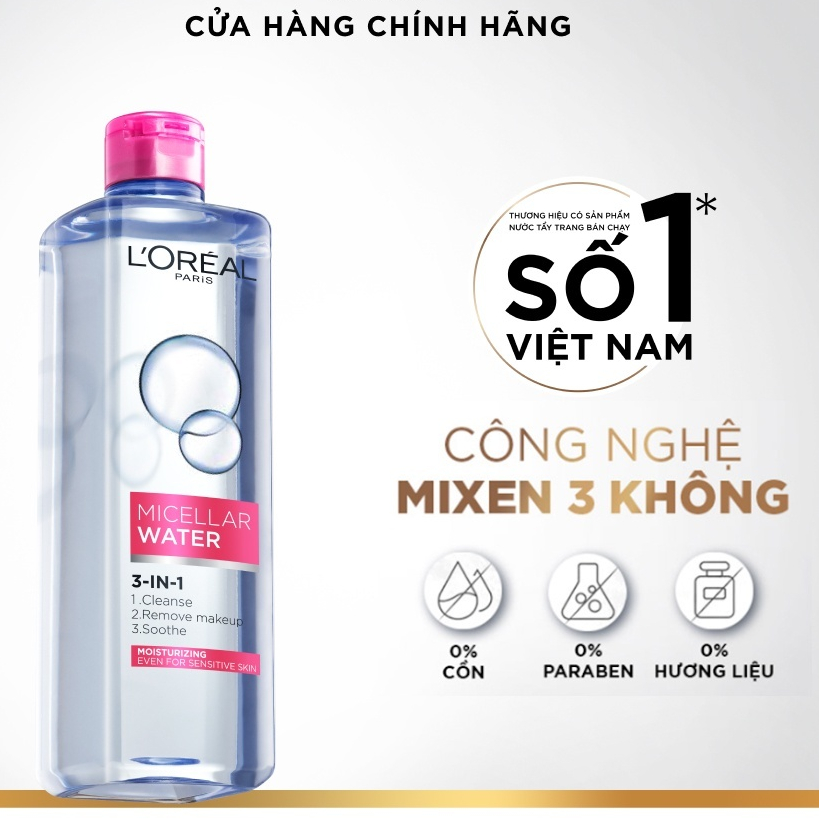 CỬA HÀNG CHÍNH HÃNG
L'ORÉAL
PARIS
MICELLAR
WATER
3-IN-1
1.Cleanse
2.Remove makeup
3.Soothe
MOISTURIZING
EVEN FOR SENSITIVE SKIN
THƯƠNG HIỆU CÓ SẢN PHẨM
NƯỚC TẨY TRANG BÁN CHẠY
SỐ 1*
VIỆT NAM
CÔNG NGHỆ
MIXEN 3 KHÔNG
0%
CỒN
0%
PARABEN
0%
HƯƠNG LIỆU